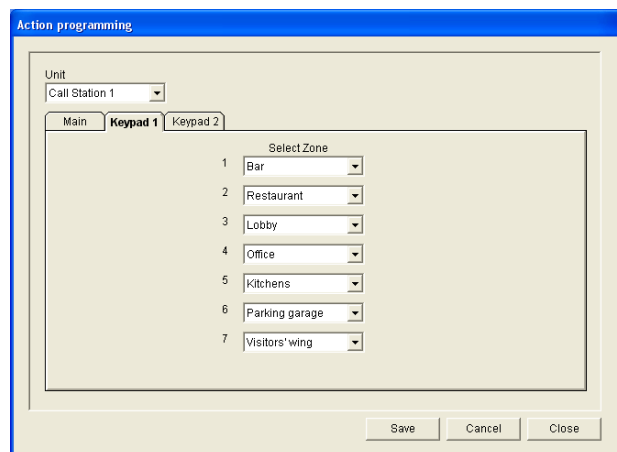 Action programming
Unit
Call Station 1
Main Keypad 1 Keypad 2
Select Zone
1 Bar
2 Restaurant
3 Lobby
4 Office
5 Kitchens
6 Parking garage
7 Visitors' wing
Save Cancel Close